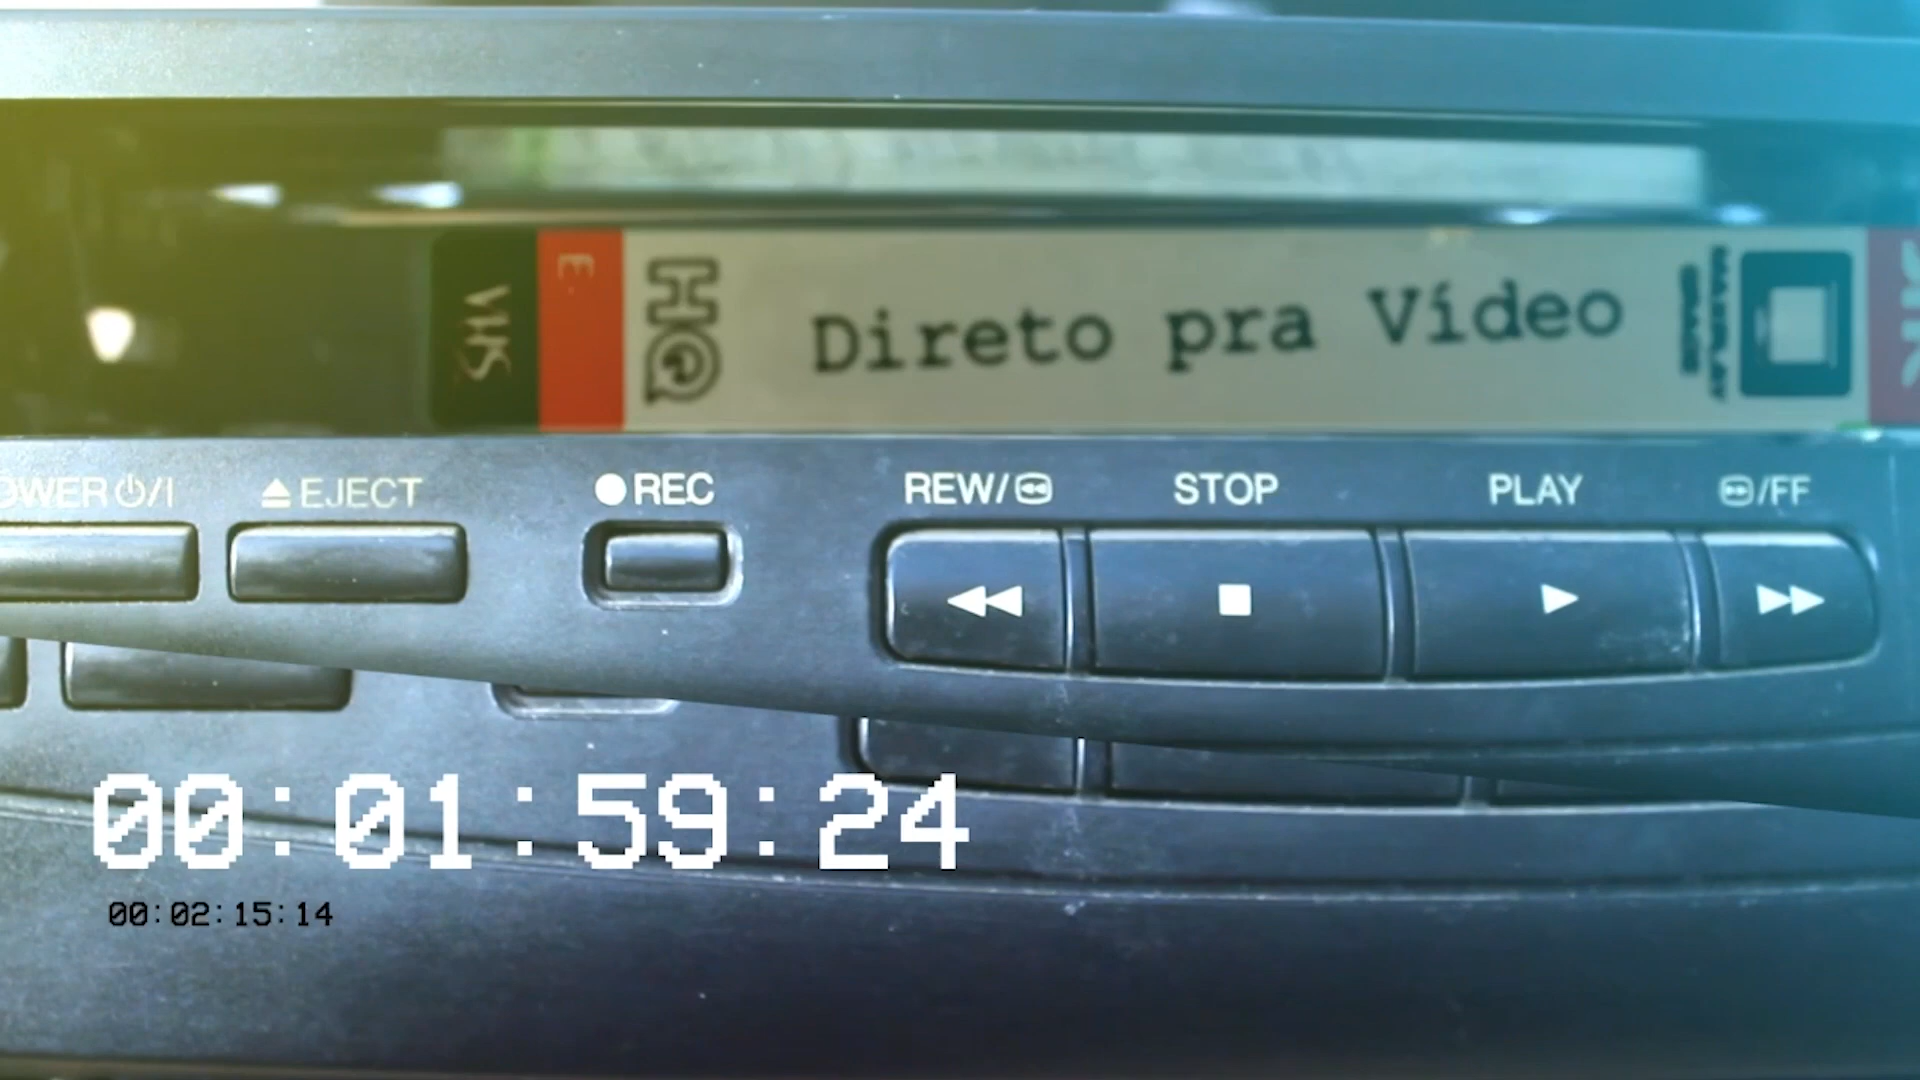 VHS
E.
HQ
Direto pra Vídeo
OWER ⏻/I
⏏EJECT
●REC
REW/
STOP
PLAY
/FF
00:01:59:24
00:02:15:14